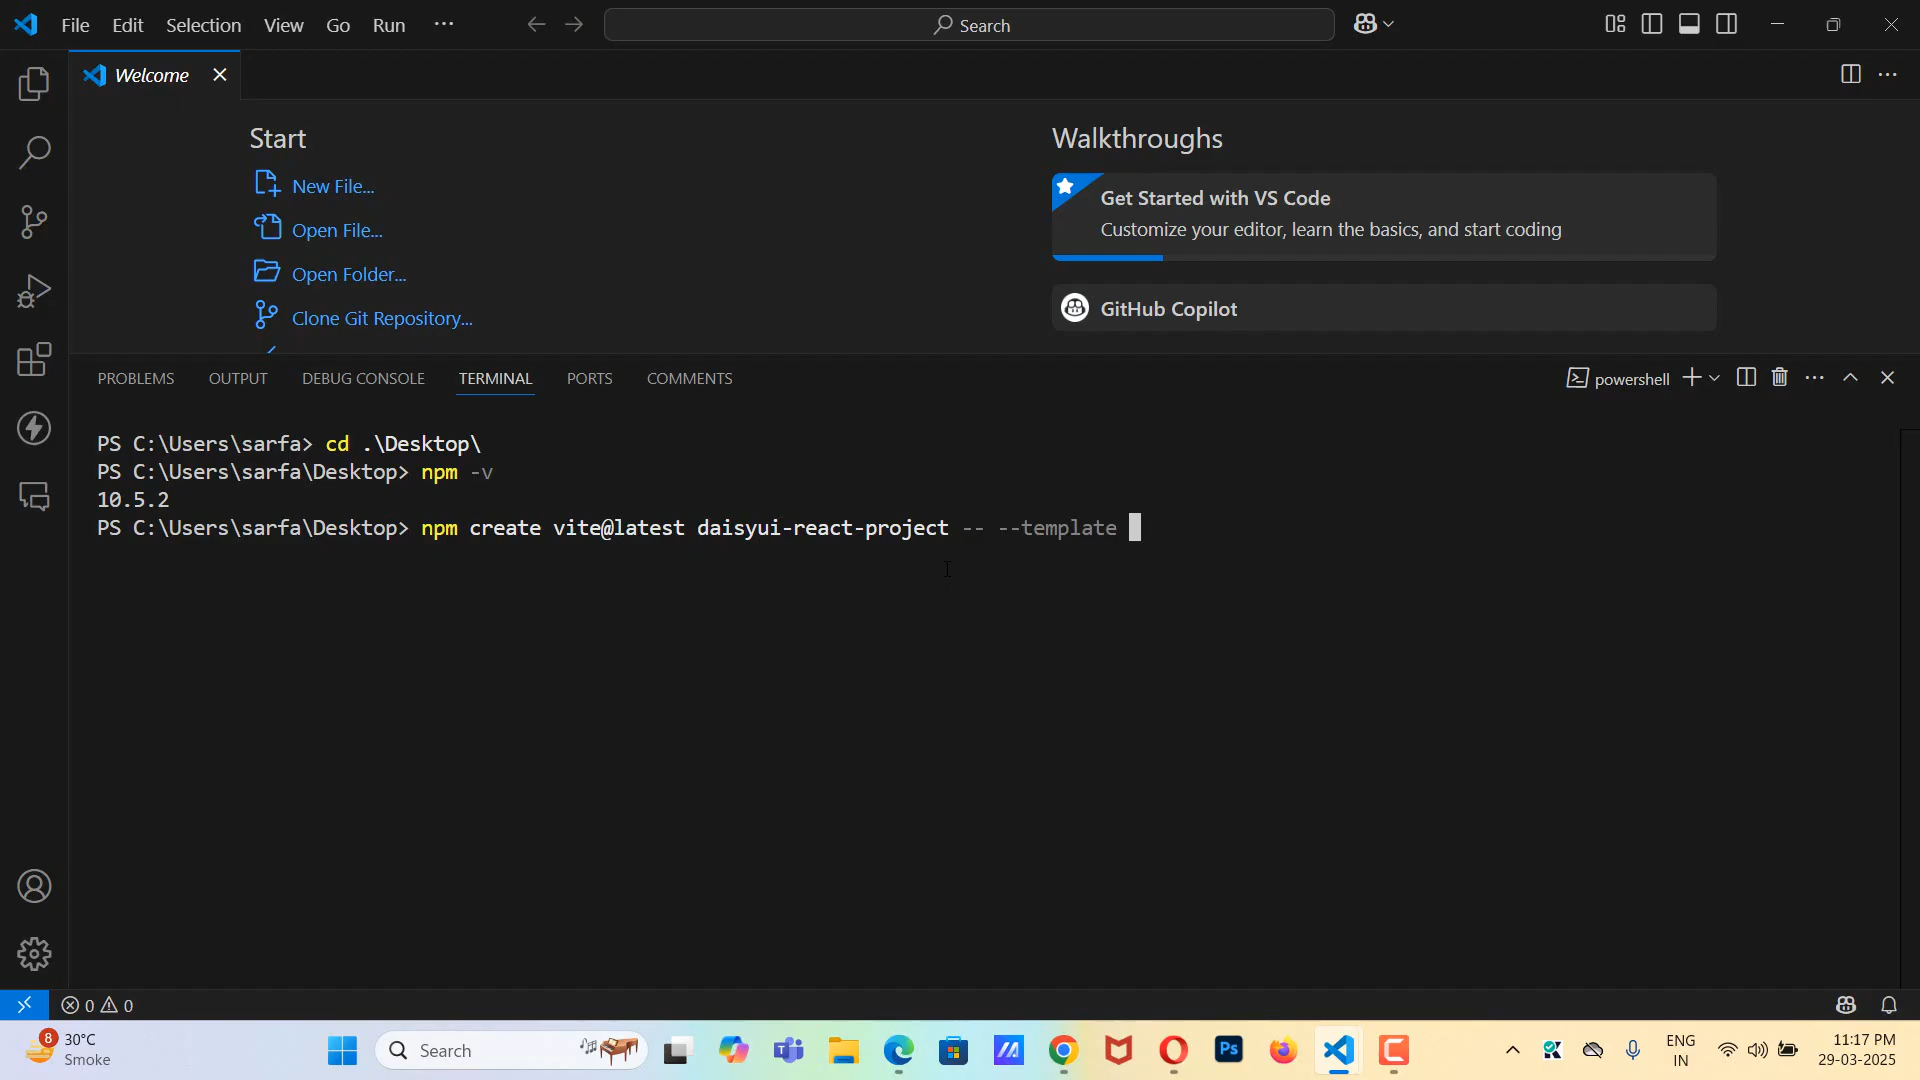 File Edit Selection View Go Run ··· Search
Welcome
Start
New File...
Open File...
Open Folder...
Clone Git Repository...
Walkthroughs
Get Started with VS Code
Customize your editor, learn the basics, and start coding
GitHub Copilot
PROBLEMS OUTPUT DEBUG CONSOLE TERMINAL PORTS COMMENTS powershell
PS C:\Users\sarfa> cd .\Desktop\
PS C:\Users\sarfa\Desktop> npm -v
10.5.2
PS C:\Users\sarfa\Desktop> npm create vite@latest daisyui-react-project -- --template
0 0
8 30°C
Smoke
Search
Ps
ENG
IN
11:17 PM
29-03-2025